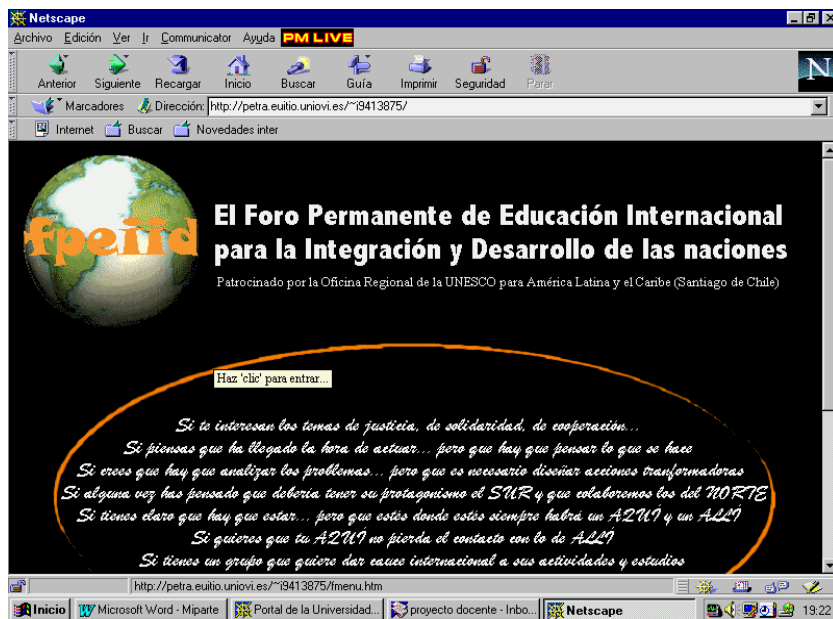 Netscape
Archivo Edición Ver Ir Communicator Ayuda PM LIVE
Anterior Siguiente Recargar Inicio Buscar Guía Imprimir Seguridad Parar
N
Marcadores Dirección: http://petra.euitio.uniovi.es/~i9413875/
Internet Buscar Novedades inter
fpeiid
El Foro Permanente de Educación Internacional
para la Integración y Desarrollo de las naciones
Patrocinado por la Oficina Regional de la UNESCO para América Latina y el Caribe (Santiago de Chile)
Haz 'clic' para entrar...
Si te interesan los temas de justicia, de solidaridad, de cooperación...
Si piensas que ha llegado la hora de actuar... pero que hay que pensar lo que se hace
Si crees que hay que analizar los problemas... pero que es necesario diseñar acciones tranformadoras
Si alguna vez has pensado que debería tener su protagonismo el SUR y que colaboremos los del NORTE
Si tienes claro que hay que estar... pero que estés donde estés siempre habrá un AQUÍ y un ALLÍ
Si quieres que tu AQUÍ no pierda el contacto con lo de ALLÍ
Si tienes un grupo que quiere dar cauce internacional a sus actividades y estudios
http://petra.euitio.uniovi.es/~i9413875/fmenu.htm
Inicio Microsoft Word - Miparte Portal de la Universidad... proyecto docente - Inbo... Netscape 19:22